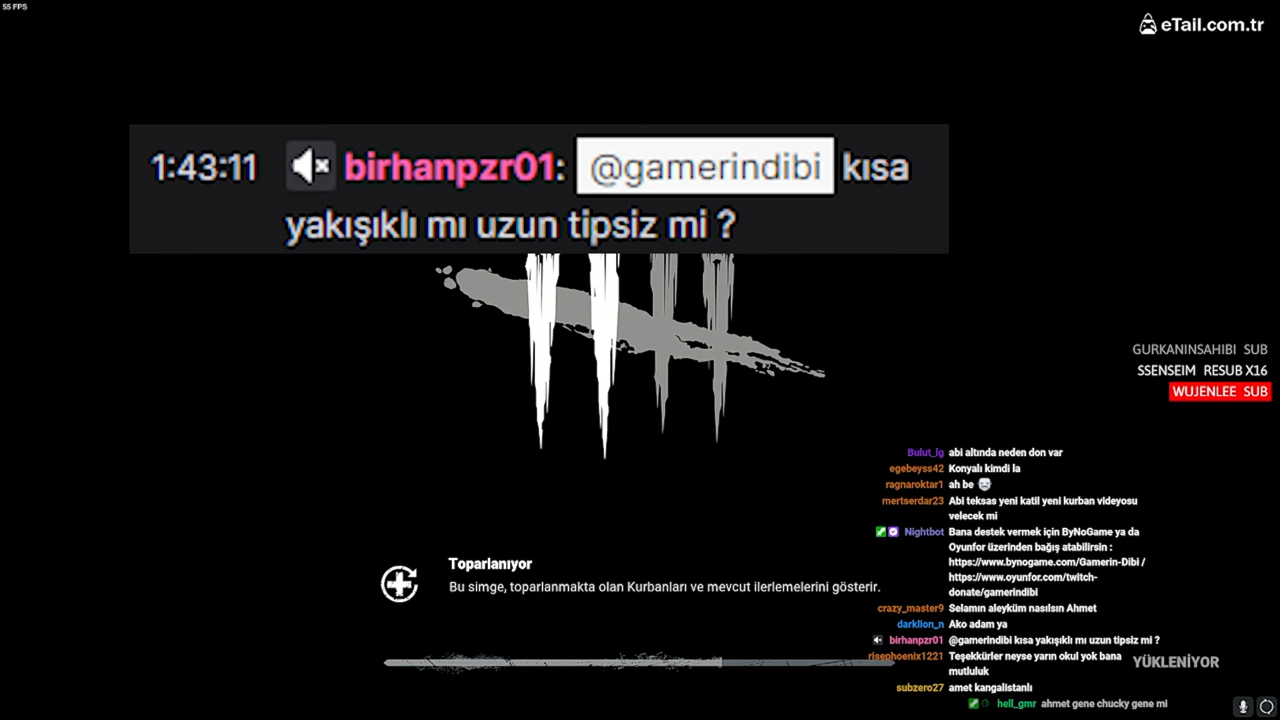 55 FPS
eTail.com.tr
1:43:11 birhanpzr01: @gamerindibi kısa
yakışıklı mı uzun tipsiz mi ?
GURKANINSAHIBI SUB
SSENSEIM RESUB X16
WUJENLEE SUB
Bulut_lg abi altında neden don var
egebeyss42 Konyalı kimdi la
ragnaroktar1 ah be
mertserdar23 Abi teksas yeni katil yeni kurban videyosu
velecek mi
Nightbot Bana destek vermek için ByNoGame ya da
Oyunfor üzerinden bağış atabilirsin :
https://www.bynogame.com/Gamerin-Dibi /
https://www.oyunfor.com/twitch-
donate/gamerindibi
Toparlanıyor
Bu simge, toparlanmakta olan Kurbanları ve mevcut ilerlemelerini gösterir.
crazy_master9 Selamın aleyküm nasılsın Ahmet
darklion_n Ako adam ya
birhanpzr01 @gamerindibi kısa yakışıklı mı uzun tipsiz mi ?
risephoenix1221 Teşekkürler neyse yarın okul yok bana
mutluluk
YÜKLENİYOR
subzero27 amet kangalistanlı
hell_gmr ahmet gene chucky gene mi